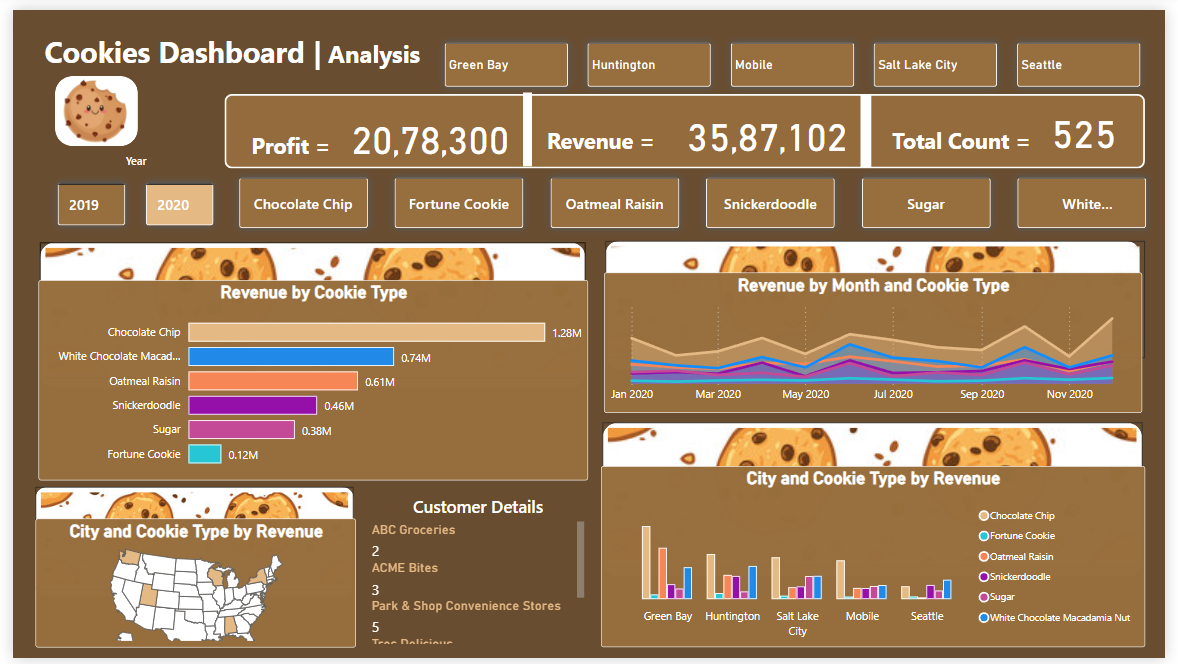 Cookies Dashboard | Analysis
Green Bay
Huntington
Mobile
Salt Lake City
Seattle
Profit = 20,78,300
Revenue = 35,87,102
Total Count = 525
Year
2019
2020
Chocolate Chip
Fortune Cookie
Oatmeal Raisin
Snickerdoodle
Sugar
White...
Revenue by Cookie Type
Chocolate Chip 1.28M
White Chocolate Macad... 0.74M
Oatmeal Raisin 0.61M
Snickerdoodle 0.46M
Sugar 0.38M
Fortune Cookie 0.12M
Revenue by Month and Cookie Type
Jan 2020 Mar 2020 May 2020 Jul 2020 Sep 2020 Nov 2020
City and Cookie Type by Revenue
Customer Details
ABC Groceries
2
ACME Bites
3
Park & Shop Convenience Stores
5
Tres Delicious
City and Cookie Type by Revenue
Chocolate Chip
Fortune Cookie
Oatmeal Raisin
Snickerdoodle
Sugar
White Chocolate Macadamia Nut
Green Bay Huntington Salt Lake City Mobile Seattle